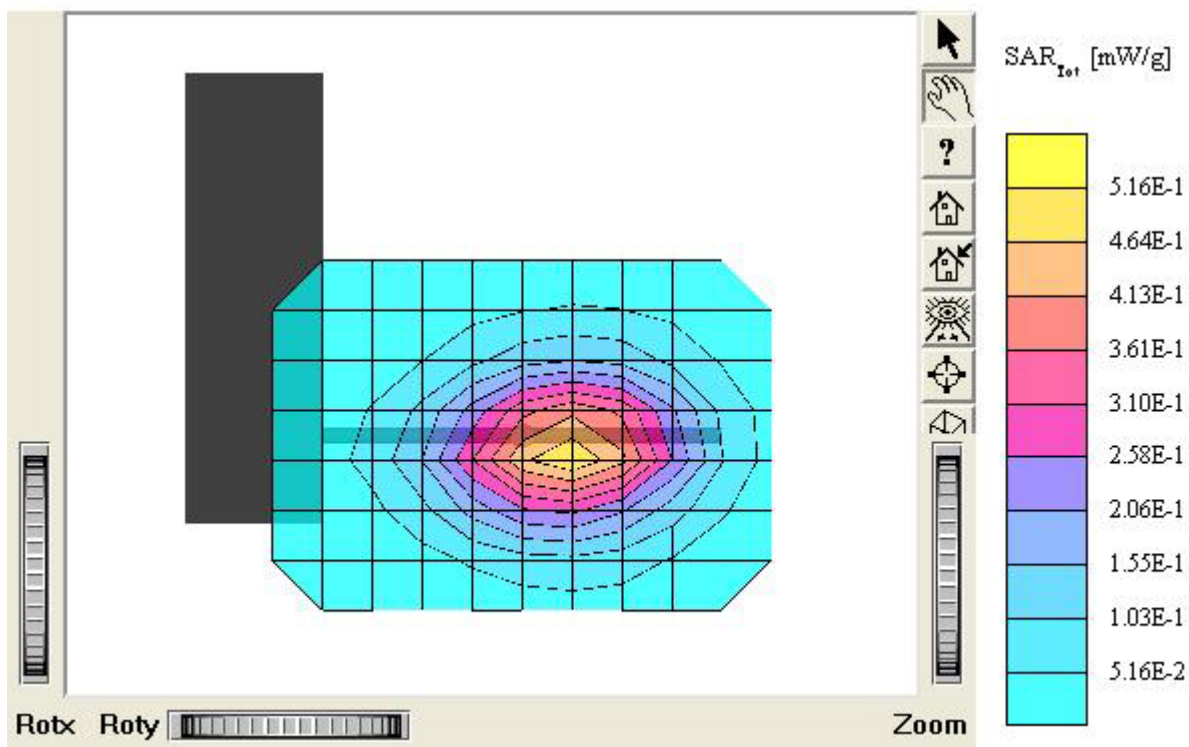 SARTot [mW/g]
?
5.16E-1
4.64E-1
4.13E-1
3.61E-1
3.10E-1
2.58E-1
2.06E-1
1.55E-1
1.03E-1
5.16E-2
Rotx Roty Zoom